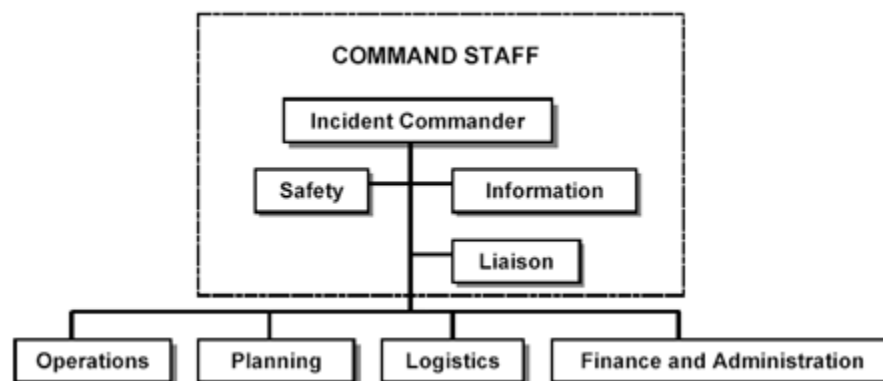 COMMAND STAFF
Incident Commander
Safety
Information
Liaison
Operations
Planning
Logistics
Finance and Administration